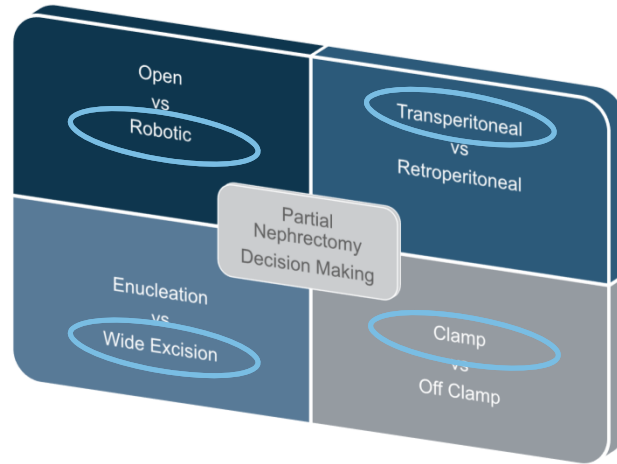 Open
vs
Robotic
Transperitoneal
vs
Retroperitoneal
Partial
Nephrectomy
Decision Making
Enucleation
vs
Wide Excision
Clamp
vs
Off Clamp